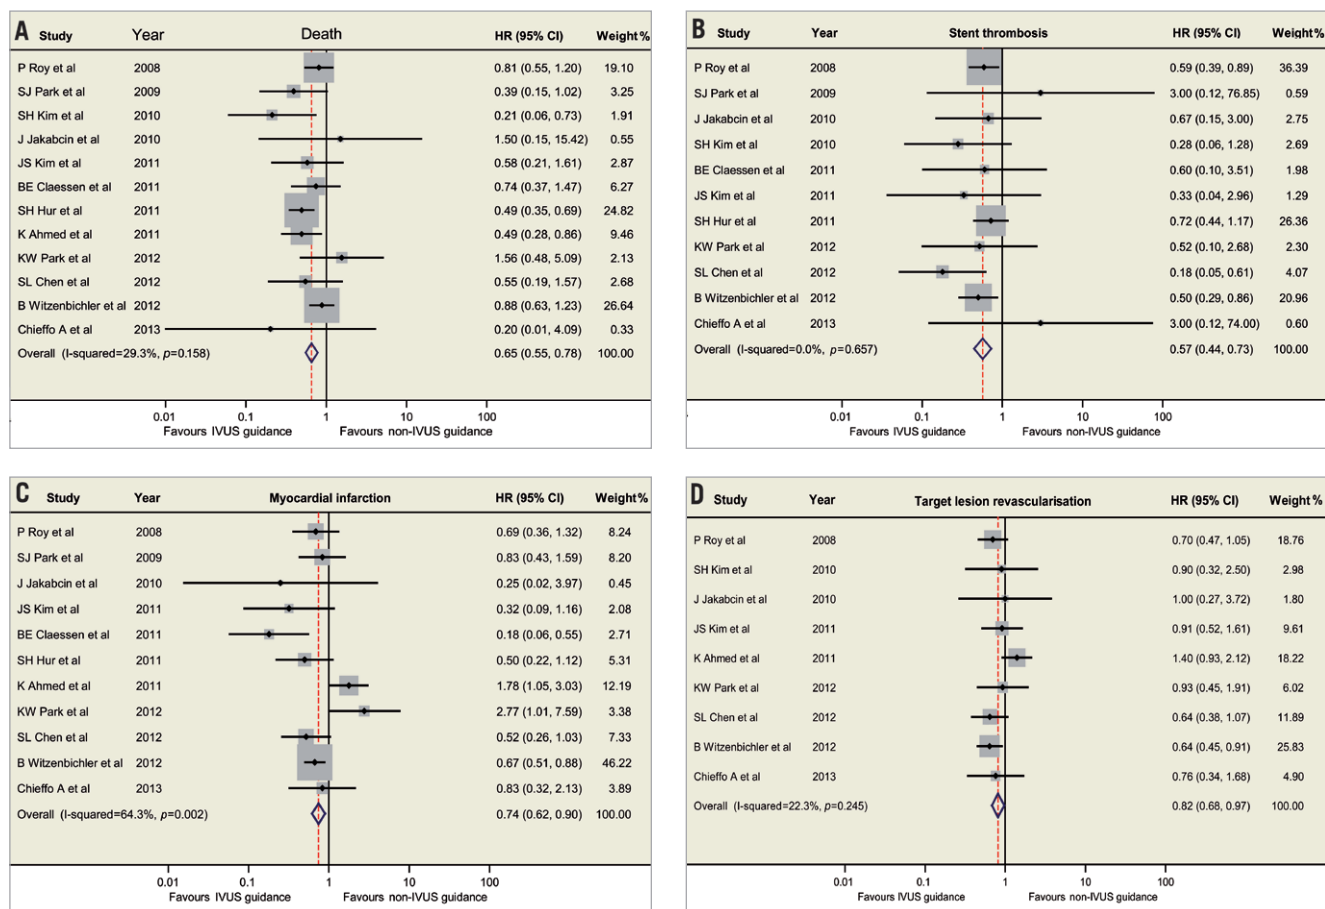 A Study Year Death HR (95% CI) Weight%
P Roy et al 2008 0.81 (0.55, 1.20) 19.10
SJ Park et al 2009 0.39 (0.15, 1.02) 3.25
SH Kim et al 2010 0.21 (0.06, 0.73) 1.91
J Jakabcin et al 2010 1.50 (0.15, 15.42) 0.55
JS Kim et al 2011 0.58 (0.21, 1.61) 2.87
BE Claessen et al 2011 0.74 (0.37, 1.47) 6.27
SH Hur et al 2011 0.49 (0.35, 0.69) 24.82
K Ahmed et al 2011 0.49 (0.28, 0.86) 9.46
KW Park et al 2012 1.56 (0.48, 5.09) 2.13
SL Chen et al 2012 0.55 (0.19, 1.57) 2.68
B Witzenbichler et al 2012 0.88 (0.63, 1.23) 26.64
Chieffo A et al 2013 0.20 (0.01, 4.09) 0.33
Overall (I-squared=29.3%, p=0.158) 0.65 (0.55, 0.78) 100.00
0.01 0.1 1 10 100
Favours IVUS guidance Favours non-IVUS guidance
B Study Year Stent thrombosis HR (95% CI) Weight%
P Roy et al 2008 0.59 (0.39, 0.89) 36.39
SJ Park et al 2009 3.00 (0.12, 76.85) 0.59
J Jakabcin et al 2010 0.67 (0.15, 3.00) 2.75
SH Kim et al 2010 0.28 (0.06, 1.28) 2.69
BE Claessen et al 2011 0.60 (0.10, 3.51) 1.98
JS Kim et al 2011 0.33 (0.04, 2.96) 1.29
SH Hur et al 2011 0.72 (0.44, 1.17) 26.36
KW Park et al 2012 0.52 (0.10, 2.68) 2.30
SL Chen et al 2012 0.18 (0.05, 0.61) 4.07
B Witzenbichler et al 2012 0.50 (0.29, 0.86) 20.96
Chieffo A et al 2013 3.00 (0.12, 74.00) 0.60
Overall (I-squared=0.0%, p=0.657) 0.57 (0.44, 0.73) 100.00
0.01 0.1 1 10 100
Favours IVUS guidance Favours non-IVUS guidance
C Study Year Myocardial infarction HR (95% CI) Weight%
P Roy et al 2008 0.69 (0.36, 1.32) 8.24
SJ Park et al 2009 0.83 (0.43, 1.59) 8.20
J Jakabcin et al 2010 0.25 (0.02, 3.97) 0.45
JS Kim et al 2011 0.32 (0.09, 1.16) 2.08
BE Claessen et al 2011 0.18 (0.06, 0.55) 2.71
SH Hur et al 2011 0.50 (0.22, 1.12) 5.31
K Ahmed et al 2011 1.78 (1.05, 3.03) 12.19
KW Park et al 2012 2.77 (1.01, 7.59) 3.38
SL Chen et al 2012 0.52 (0.26, 1.03) 7.33
B Witzenbichler et al 2012 0.67 (0.51, 0.88) 46.22
Chieffo A et al 2013 0.83 (0.32, 2.13) 3.89
Overall (I-squared=64.3%, p=0.002) 0.74 (0.62, 0.90) 100.00
0.01 0.1 1 10 100
Favours IVUS guidance Favours non-IVUS guidance
D Study Year Target lesion revascularisation HR (95% CI) Weight%
P Roy et al 2008 0.70 (0.47, 1.05) 18.76
SH Kim et al 2010 0.90 (0.32, 2.50) 2.98
J Jakabcin et al 2010 1.00 (0.27, 3.72) 1.80
JS Kim et al 2011 0.91 (0.52, 1.61) 9.61
K Ahmed et al 2011 1.40 (0.93, 2.12) 18.22
KW Park et al 2012 0.93 (0.45, 1.91) 6.02
SL Chen et al 2012 0.64 (0.38, 1.07) 11.89
B Witzenbichler et al 2012 0.64 (0.45, 0.91) 25.83
Chieffo A et al 2013 0.76 (0.34, 1.68) 4.90
Overall (I-squared=22.3%, p=0.245) 0.82 (0.68, 0.97) 100.00
0.01 0.1 1 10 100
Favours IVUS guidance Favours non-IVUS guidance